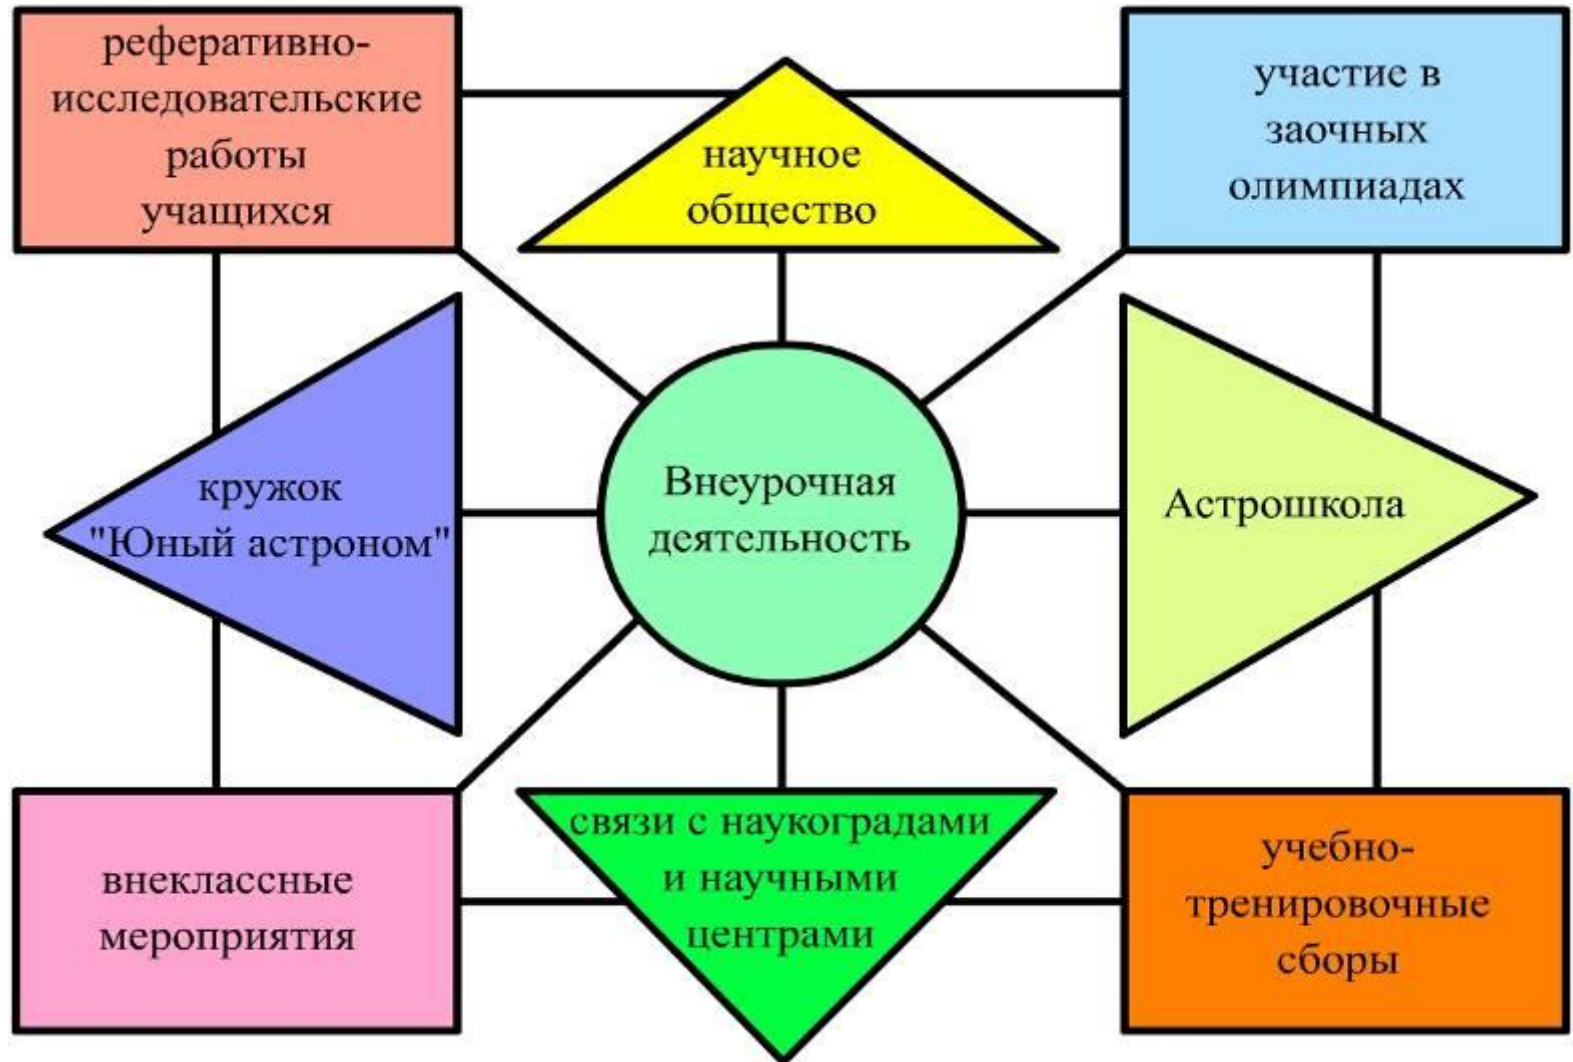 реферативно-
исследовательские
работы
учащихся
научное
общество
участие в
заочных
олимпиадах
кружок
"Юный астроном"
Внеурочная
деятельность
Астрошкола
внеклассные
мероприятия
связи с наукоградами
и научными
центрами
учебно-
тренировочные
сборы